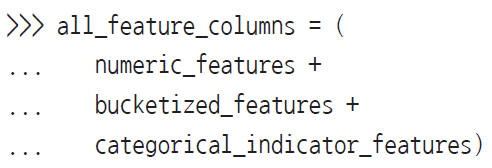 >>> all_feature_columns = (
...    numeric_features +
...    bucketized_features +
...    categorical_indicator_features)